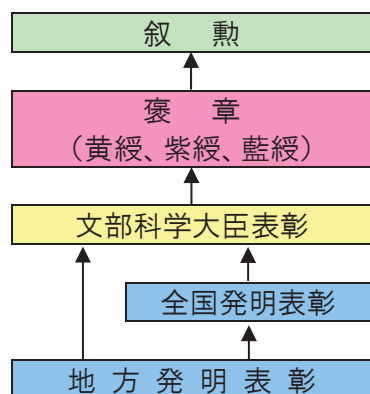 叙 勲
褒 章
（黄綬、紫綬、藍綬）
文部科学大臣表彰
全国発明表彰
地 方 発 明 表 彰